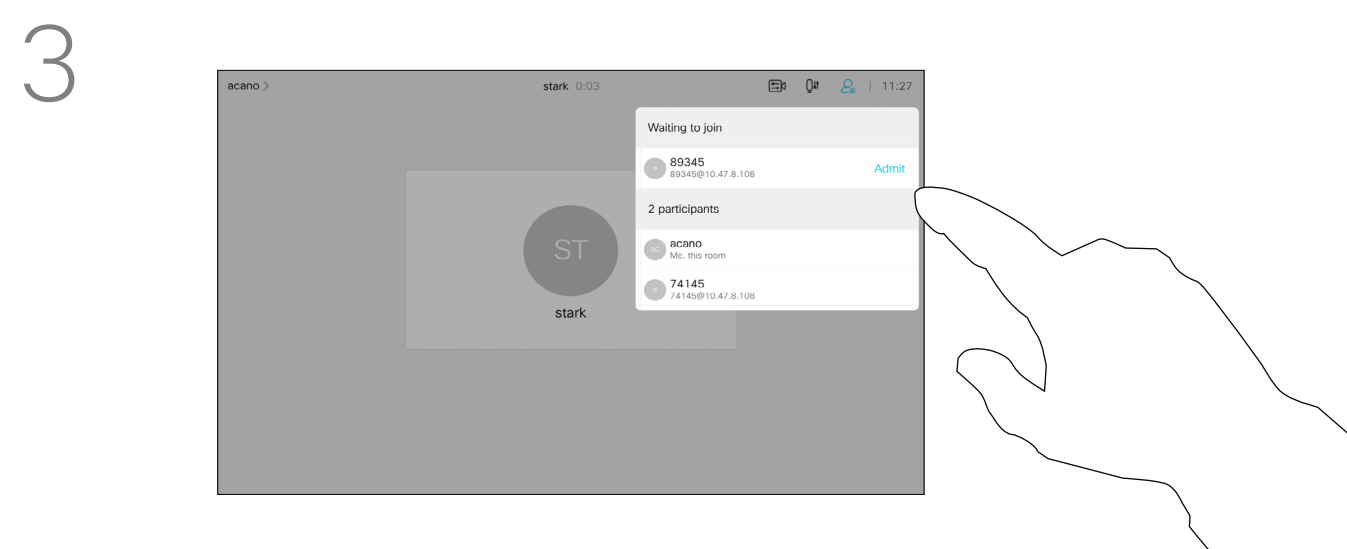 3
acano >
stark 0:03
| 11:27
Waiting to join
89345
89345@10.47.8.108
Admit
2 participants
AC
acano
Me, this room
74145
74145@10.47.8.108
ST
stark